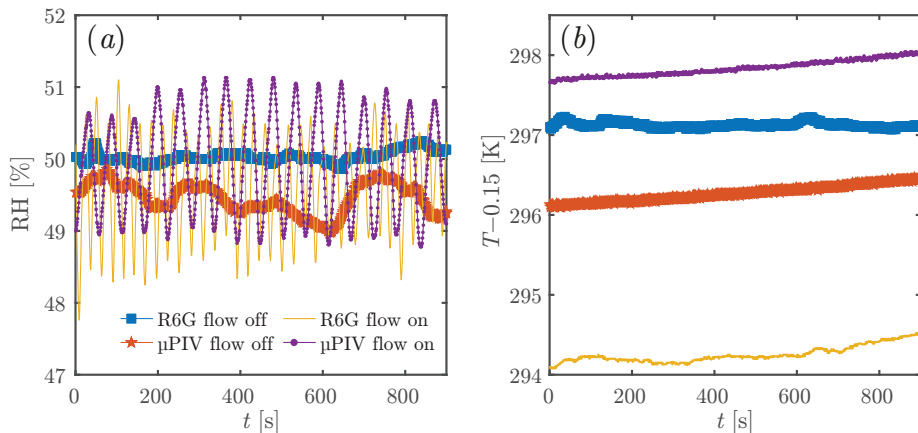 (a)
52
51
50
49
48
47
RH [%]
R6G flow off
R6G flow on
µPIV flow off
µPIV flow on
0
200
400
600
800
t [s]
(b)
298
297
296
294
294
T−0.15 [K]
0
200
400
600
800
t [s]